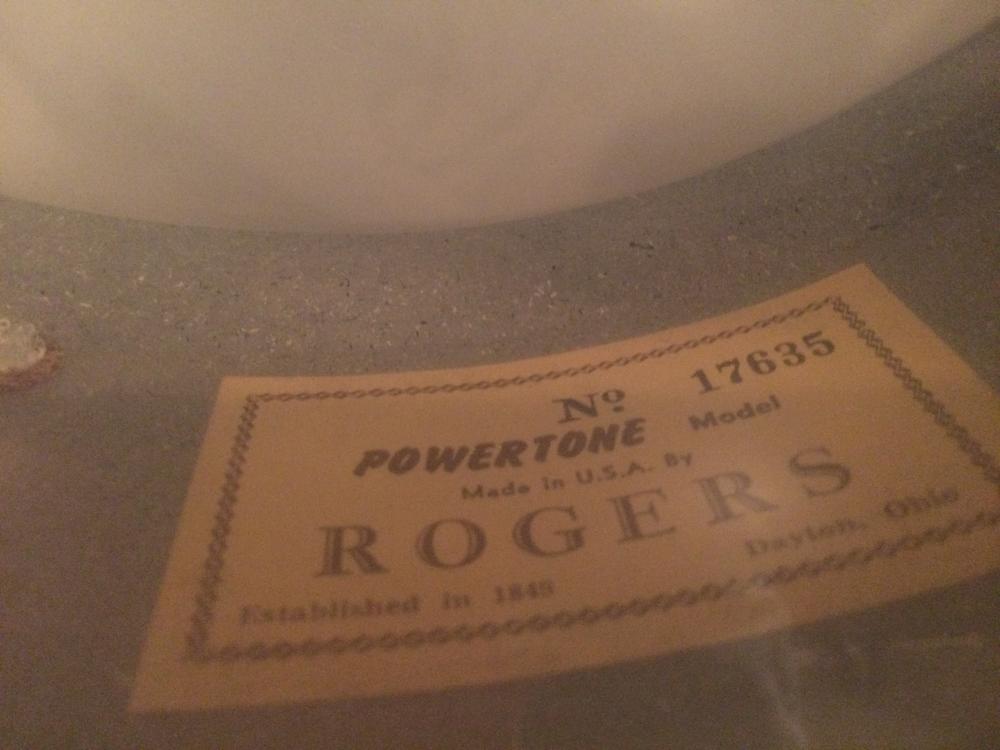 Nº 17635
POWERTONE Model
Made in U.S.A. By
ROGERS
Established in 1849 Dayton, Ohio